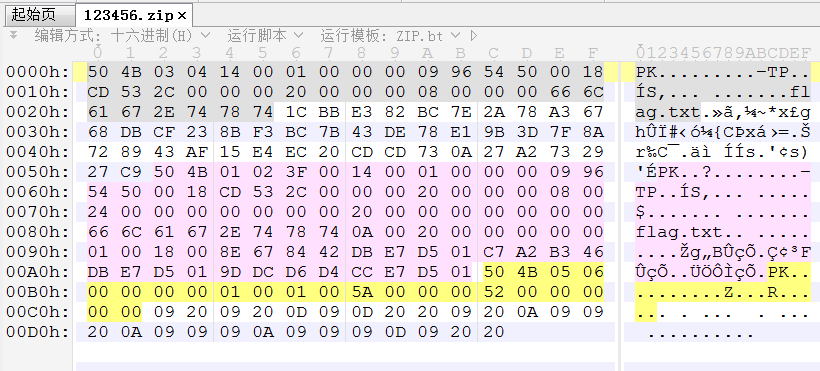 起始页 123456.zip ×
编辑方式: 十六进制(H) 运行脚本 运行模板: ZIP.bt
0 1 2 3 4 5 6 7 8 9 A B C D E F 0123456789ABCDEF
0000h: 50 4B 03 04 14 00 01 00 00 00 09 96 54 50 00 18 PK.........–TP..
0010h: CD 53 2C 00 00 00 20 00 00 00 08 00 00 00 66 6C ÍS,... .......fl
0020h: 61 67 2E 74 78 74 1C BB E3 82 BC 7E 2A 78 A3 67 ag.txt.»ã‚¼~*x£g
0030h: 68 DB CF 23 8B F3 BC 7B 43 DE 78 E1 9B 3D 7F 8A hÛÏ#‹ó¼{CÞxá›=.Š
0040h: 72 89 43 AF 15 E4 EC 20 CD CD 73 0A 27 A2 73 29 r‰C¯.äì ÍÍs.'¢s)
0050h: 27 C9 50 4B 01 02 3F 00 14 00 01 00 00 00 09 96 'ÉPK..?........–
0060h: 54 50 00 18 CD 53 2C 00 00 00 20 00 00 00 08 00 TP..ÍS,... .....
0070h: 24 00 00 00 00 00 00 00 20 00 00 00 00 00 00 00 $....... .......
0080h: 66 6C 61 67 2E 74 78 74 0A 00 20 00 00 00 00 00 flag.txt.. .....
0090h: 01 00 18 00 8E 67 84 42 DB E7 D5 01 C7 A2 B3 46 ....Žg„BÛçÕ.Ç¢³F
00A0h: DB E7 D5 01 9D DC D6 D4 CC E7 D5 01 50 4B 05 06 ÛçÕ..ÜÖÔÌçÕ.PK..
00B0h: 00 00 00 00 01 00 01 00 5A 00 00 00 52 00 00 00 ........Z...R...
00C0h: 00 00 09 20 09 20 0D 09 0D 20 20 09 20 0A 09 09 ... . ...  . ...
00D0h: 20 0A 09 09 09 0A 09 09 09 0D 09 20 20  ..........